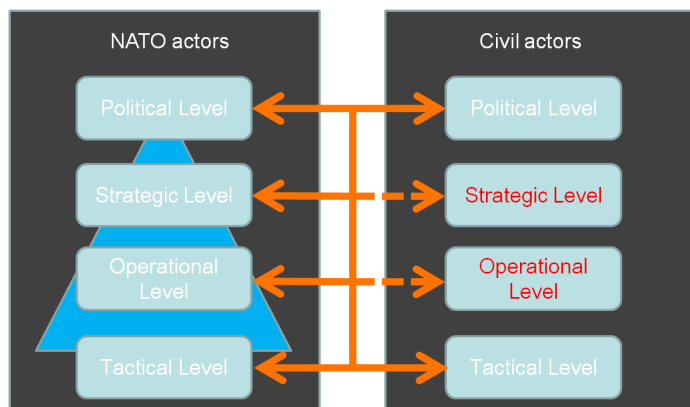 NATO actors
Political Level
Strategic Level
Operational
Level
Tactical Level
Civil actors
Political Level
Strategic Level
Operational
Level
Tactical Level